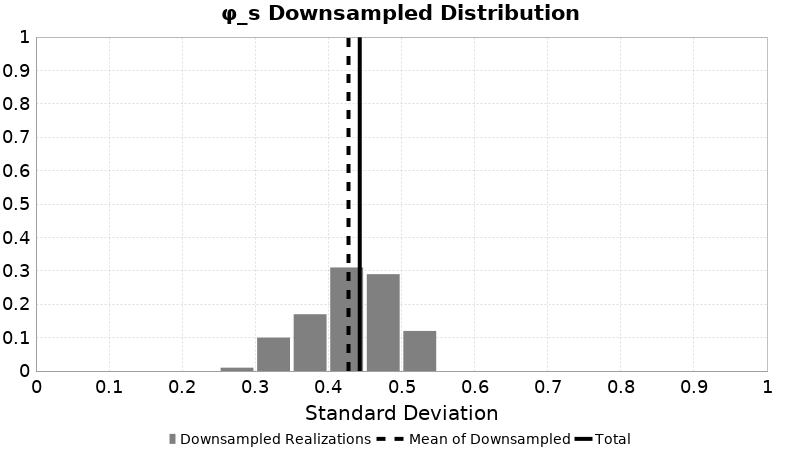 φ_s Downsampled Distribution
1
0.9
0.8
0.7
0.6
0.5
0.4
0.3
0.2
0.1
0
0 0.1 0.2 0.3 0.4 0.5 0.6 0.7 0.8 0.9 1
Standard Deviation
Downsampled Realizations Mean of Downsampled Total